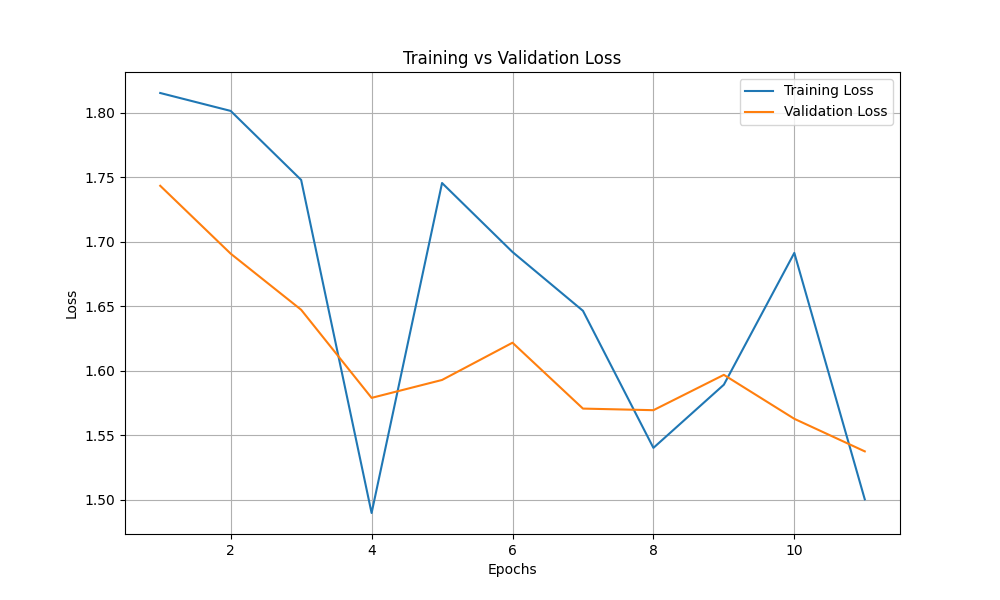 Training vs Validation Loss
Training Loss
Validation Loss
1.80
1.75
1.70
1.65
1.60
1.55
1.50
Loss
2 4 6 8 10
Epochs